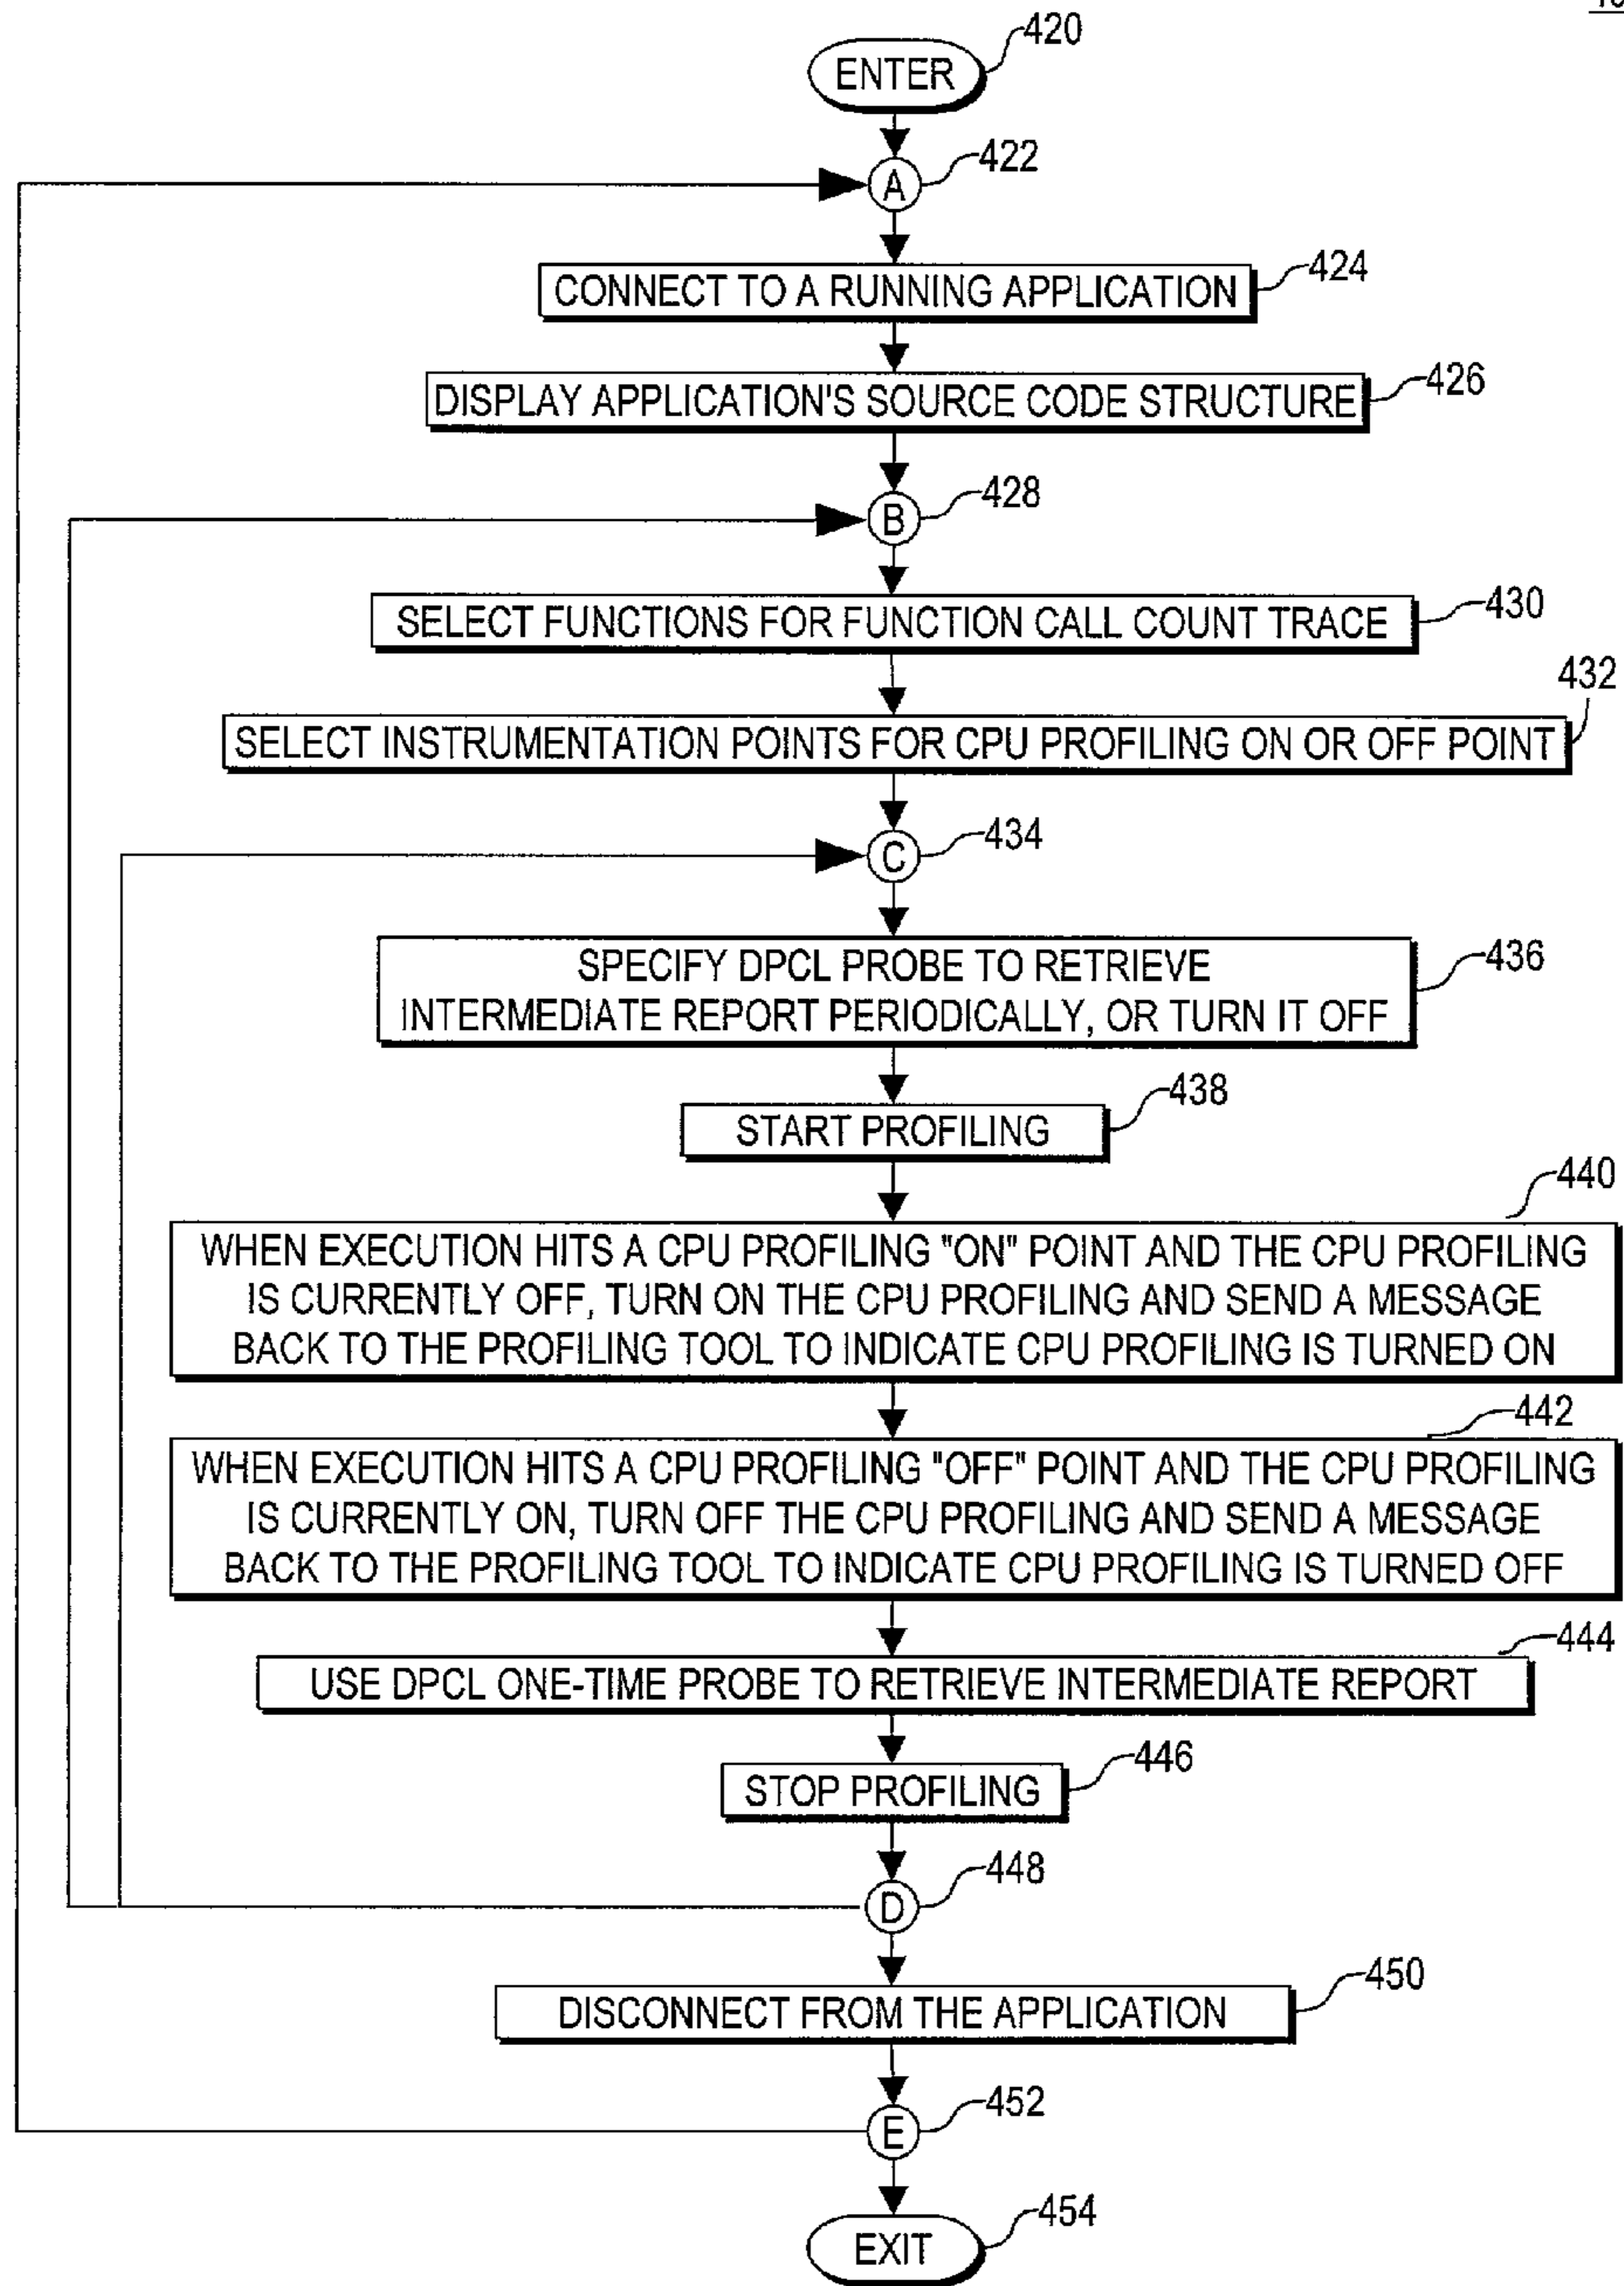 420
ENTER
422
A
424
CONNECT TO A RUNNING APPLICATION
426
DISPLAY APPLICATION'S SOURCE CODE STRUCTURE
428
B
430
SELECT FUNCTIONS FOR FUNCTION CALL COUNT TRACE
432
SELECT INSTRUMENTATION POINTS FOR CPU PROFILING ON OR OFF POINT
434
C
436
SPECIFY DPCL PROBE TO RETRIEVE
INTERMEDIATE REPORT PERIODICALLY, OR TURN IT OFF
438
START PROFILING
440
WHEN EXECUTION HITS A CPU PROFILING "ON" POINT AND THE CPU PROFILING
IS CURRENTLY OFF, TURN ON THE CPU PROFILING AND SEND A MESSAGE
BACK TO THE PROFILING TOOL TO INDICATE CPU PROFILING IS TURNED ON
442
WHEN EXECUTION HITS A CPU PROFILING "OFF" POINT AND THE CPU PROFILING
IS CURRENTLY ON, TURN OFF THE CPU PROFILING AND SEND A MESSAGE
BACK TO THE PROFILING TOOL TO INDICATE CPU PROFILING IS TURNED OFF
444
USE DPCL ONE-TIME PROBE TO RETRIEVE INTERMEDIATE REPORT
446
STOP PROFILING
448
D
450
DISCONNECT FROM THE APPLICATION
452
E
454
EXIT